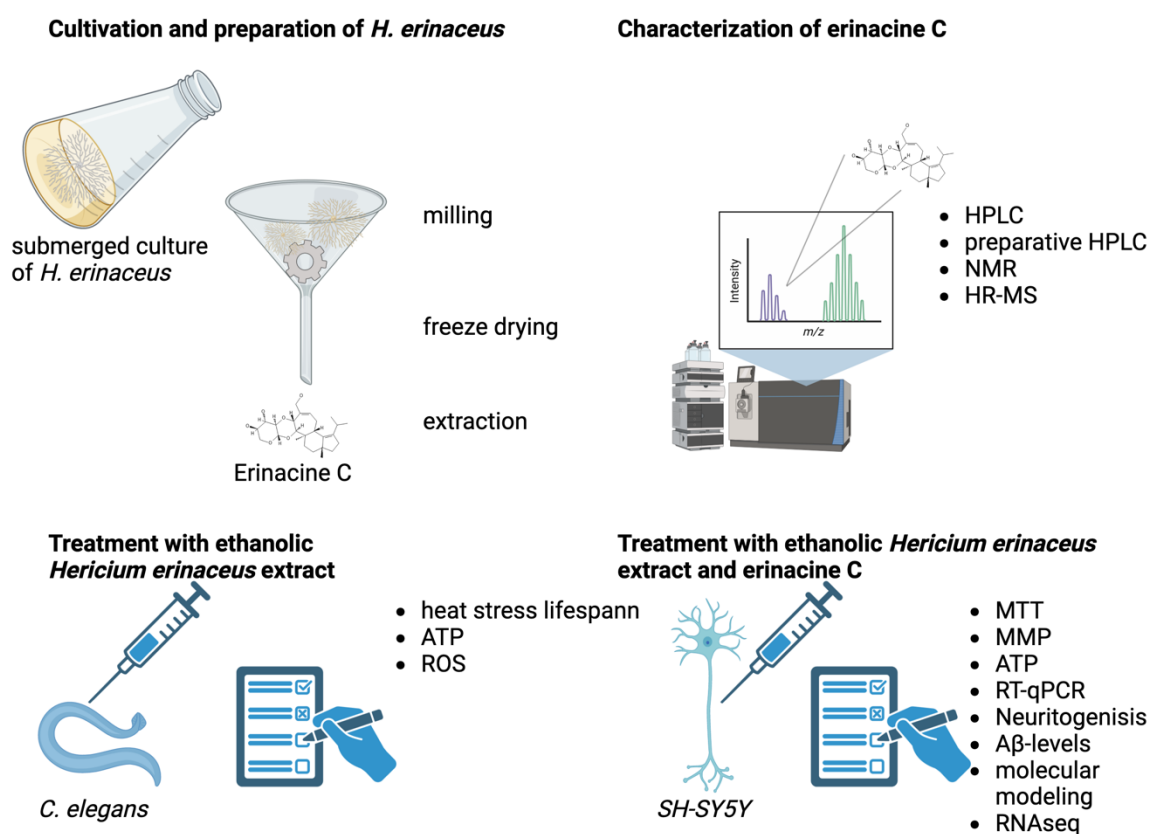 Cultivation and preparation of H. erinaceus
submerged culture
of H. erinaceus
milling
freeze drying
extraction
Erinacine C
Characterization of erinacine C
Intensity
m/z
• HPLC
• preparative HPLC
• NMR
• HR-MS
Treatment with ethanolic
Hericium erinaceus extract
• heat stress lifespann
• ATP
• ROS
C. elegans
Treatment with ethanolic Hericium erinaceus
extract and erinacine C
• MTT
• MMP
• ATP
• RT-qPCR
• Neuritogenisis
• Aβ-levels
• molecular
modeling
• RNAseq
SH-SY5Y